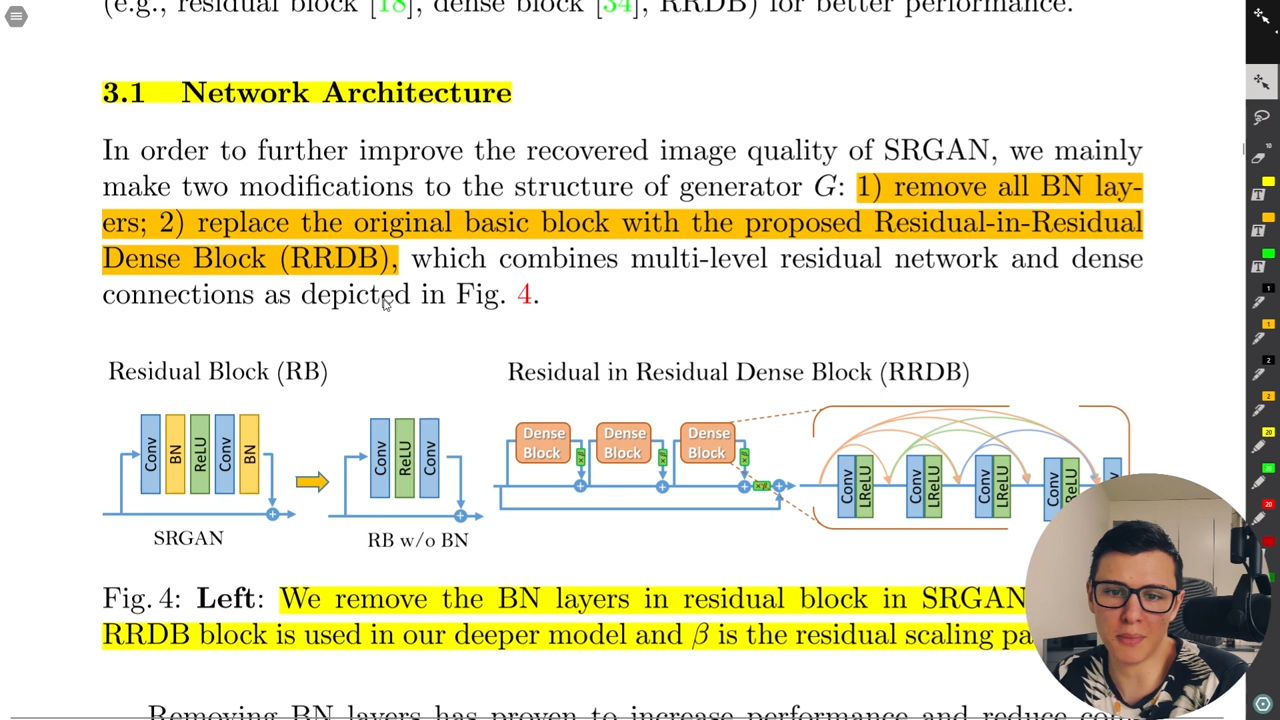 (e.g., residual block [18], dense block [34], RRDB) for better performance.
3.1 Network Architecture
In order to further improve the recovered image quality of SRGAN, we mainly
make two modifications to the structure of generator G: 1) remove all BN lay-
ers; 2) replace the original basic block with the proposed Residual-in-Residual
Dense Block (RRDB), which combines multi-level residual network and dense
connections as depicted in Fig. 4.
Residual Block (RB)
Residual in Residual Dense Block (RRDB)
Conv BN ReLU Conv BN
Conv ReLU Conv
Dense Block
Dense Block
Dense Block
Conv LReLU
Conv LReLU
Conv LReLU
Conv
SRGAN
RB w/o BN
Fig. 4: Left: We remove the BN layers in residual block in SRGAN
RRDB block is used in our deeper model and β is the residual scaling pa
Removing BN layers has proven to increase performance and reduce